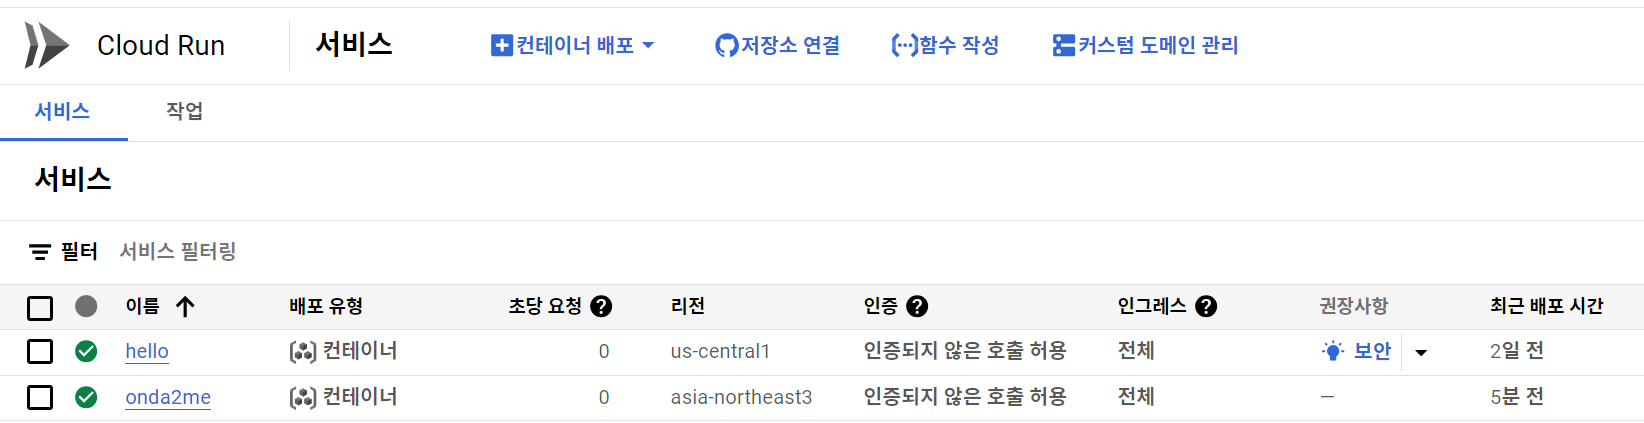 Cloud Run 서비스 컨테이너 배포 저장소 연결 함수 작성 커스텀 도메인 관리
서비스 작업
서비스
필터 서비스 필터링
이름 배포 유형 초당 요청 리전 인증 인그레스 권장사항 최근 배포 시간
hello 컨테이너 0 us-central1 인증되지 않은 호출 허용 전체 보안 2일 전
onda2me 컨테이너 0 asia-northeast3 인증되지 않은 호출 허용 전체 — 5분 전